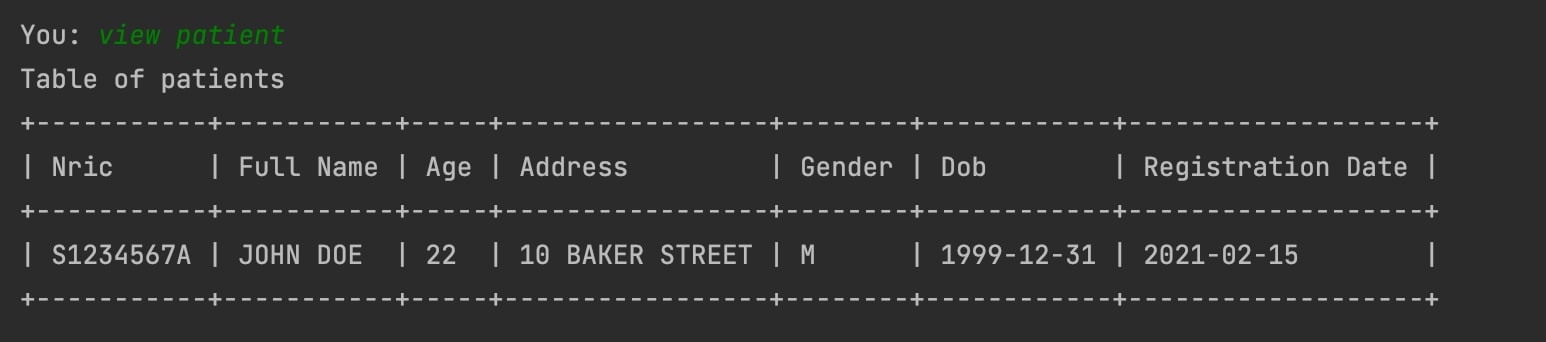 You: view patient
Table of patients
+-----------+-----------+-----+-----------------+--------+------------+-------------------+
| Nric      | Full Name | Age | Address         | Gender | Dob        | Registration Date |
+-----------+-----------+-----+-----------------+--------+------------+-------------------+
| S1234567A | JOHN DOE  | 22  | 10 BAKER STREET | M      | 1999-12-31 | 2021-02-15        |
+-----------+-----------+-----+-----------------+--------+------------+-------------------+